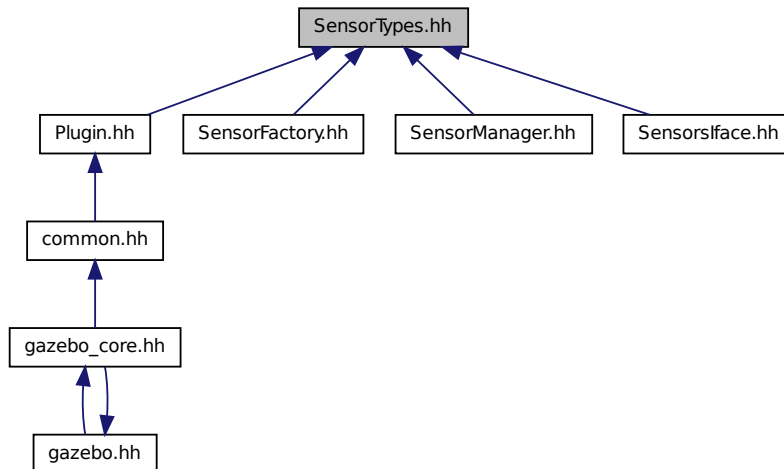 SensorTypes.hh
Plugin.hh
SensorFactory.hh
SensorManager.hh
SensorsIface.hh
common.hh
gazebo_core.hh
gazebo.hh